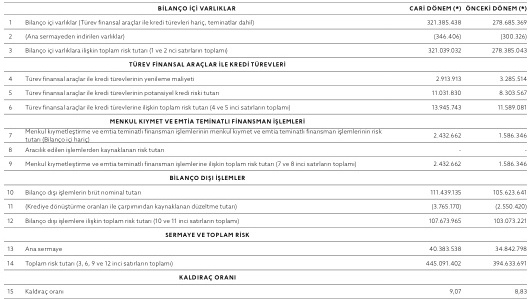 BİLANÇO İÇİ VARLIKLAR CARİ DÖNEM (*) ÖNCEKİ DÖNEM (*)
1 Bilanço içi varlıklar (Türev finansal araçlar ile kredi türevleri hariç, teminatlar dahil) 321.385.438 278.685.369
2 (Ana sermayeden indirilen varlıklar) (346.406) (300.326)
3 Bilanço içi varlıklara ilişkin toplam risk tutarı (1 ve 2 nci satırların toplamı) 321.039.032 278.385.043
TÜREV FİNANSAL ARAÇLAR İLE KREDİ TÜREVLERİ
4 Türev finansal araçlar ile kredi türevlerinin yenileme maliyeti 2.913.913 3.285.514
5 Türev finansal araçlar ile kredi türevlerinin potansiyel kredi riski tutarı 11.031.830 8.303.567
6 Türev finansal araçlar ile kredi türevlerine ilişkin toplam risk tutarı (4 ve 5 inci satırların toplamı) 13.945.743 11.589.081
MENKUL KIYMET VE EMTİA TEMİNATLI FİNANSMAN İŞLEMLERİ
7 Menkul kıymetleştirme ve emtia teminatlı finansman işlemlerinin menkul kıymet ve emtia teminatlı finansman işlemlerinin risk
tutarı (Bilanço içi hariç) 2.432.662 1.586.346
8 Aracılık edilen işlemlerden kaynaklanan risk tutarı - -
9 Menkul kıymetleştirme ve emtia teminatlı finansman işlemlerine ilişkin toplam risk tutarı (7 ve 8 inci satırların toplamı) 2.432.662 1.586.346
BİLANÇO DIŞI İŞLEMLER
10 Bilanço dışı işlemlerin brüt nominal tutarı 111.439.135 105.623.641
11 (Krediye dönüştürme oranları ile çarpımından kaynaklanan düzeltme tutarı) (3.765.170) (2.550.420)
12 Bilanço dışı işlemlere ilişkin toplam risk tutarı (10 ve 11 inci satırların toplamı) 107.673.965 103.073.221
SERMAYE VE TOPLAM RİSK
13 Ana sermaye 40.383.538 34.842.798
14 Toplam risk tutarı (3, 6, 9 ve 12 inci satırların toplamı) 445.091.402 394.633.691
KALDIRAÇ ORANI
15 Kaldıraç oranı 9,07 8,83